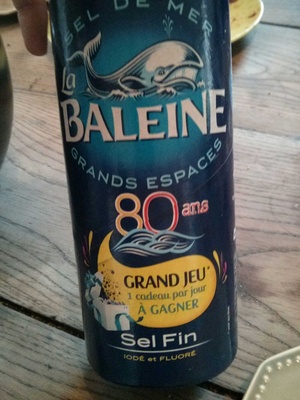 SEL DE MER
La
BALEINE
GRANDS ESPACES
80 ans
GRAND JEU*
1 cadeau par jour
À GAGNER
Sel Fin
IODÉ et FLUORÉ